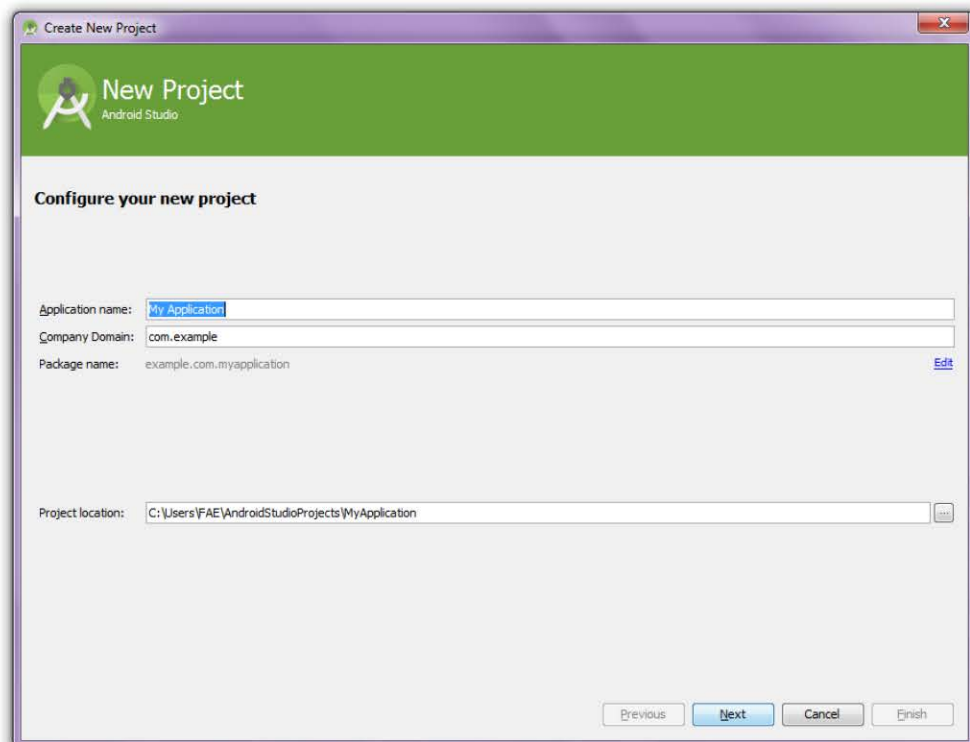 Create New Project
New Project
Android Studio
Configure your new project
Application name: My Application
Company Domain: com.example
Package name: example.com.myapplication Edit
Project location: C:\Users\FAE\AndroidStudioProjects\MyApplication ...
Previous Next Cancel Finish